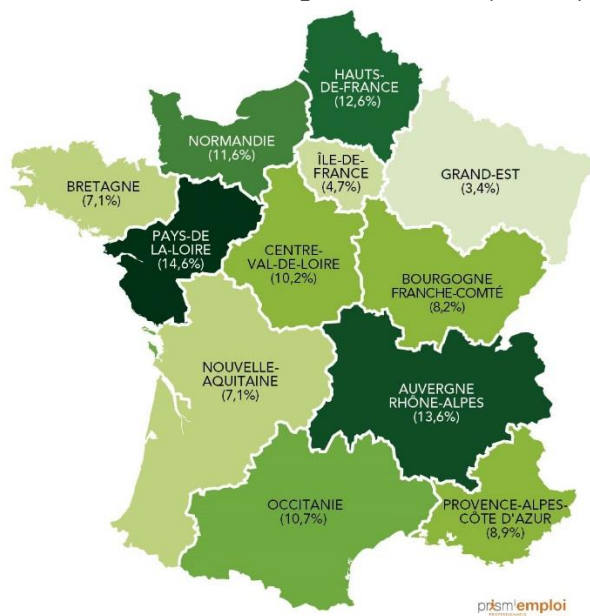 HAUTS-
DE-FRANCE
(12,6%)
NORMANDIE
(11,6%)
ÎLE-DE-
FRANCE
(4,7%)
GRAND-EST
(3,4%)
BRETAGNE
(7,1%)
PAYS-DE
LA-LOIRE
(14,6%)
CENTRE-
VAL-DE-LOIRE
(10,2%)
BOURGOGNE
FRANCHE-COMTÉ
(8,2%)
NOUVELLE-
AQUITAINE
(7,1%)
AUVERGNE
RHÔNE-ALPES
(13,6%)
OCCITANIE
(10,7%)
PROVENCE-ALPES-
CÔTE D'AZUR
(8,9%)
prism'emploi